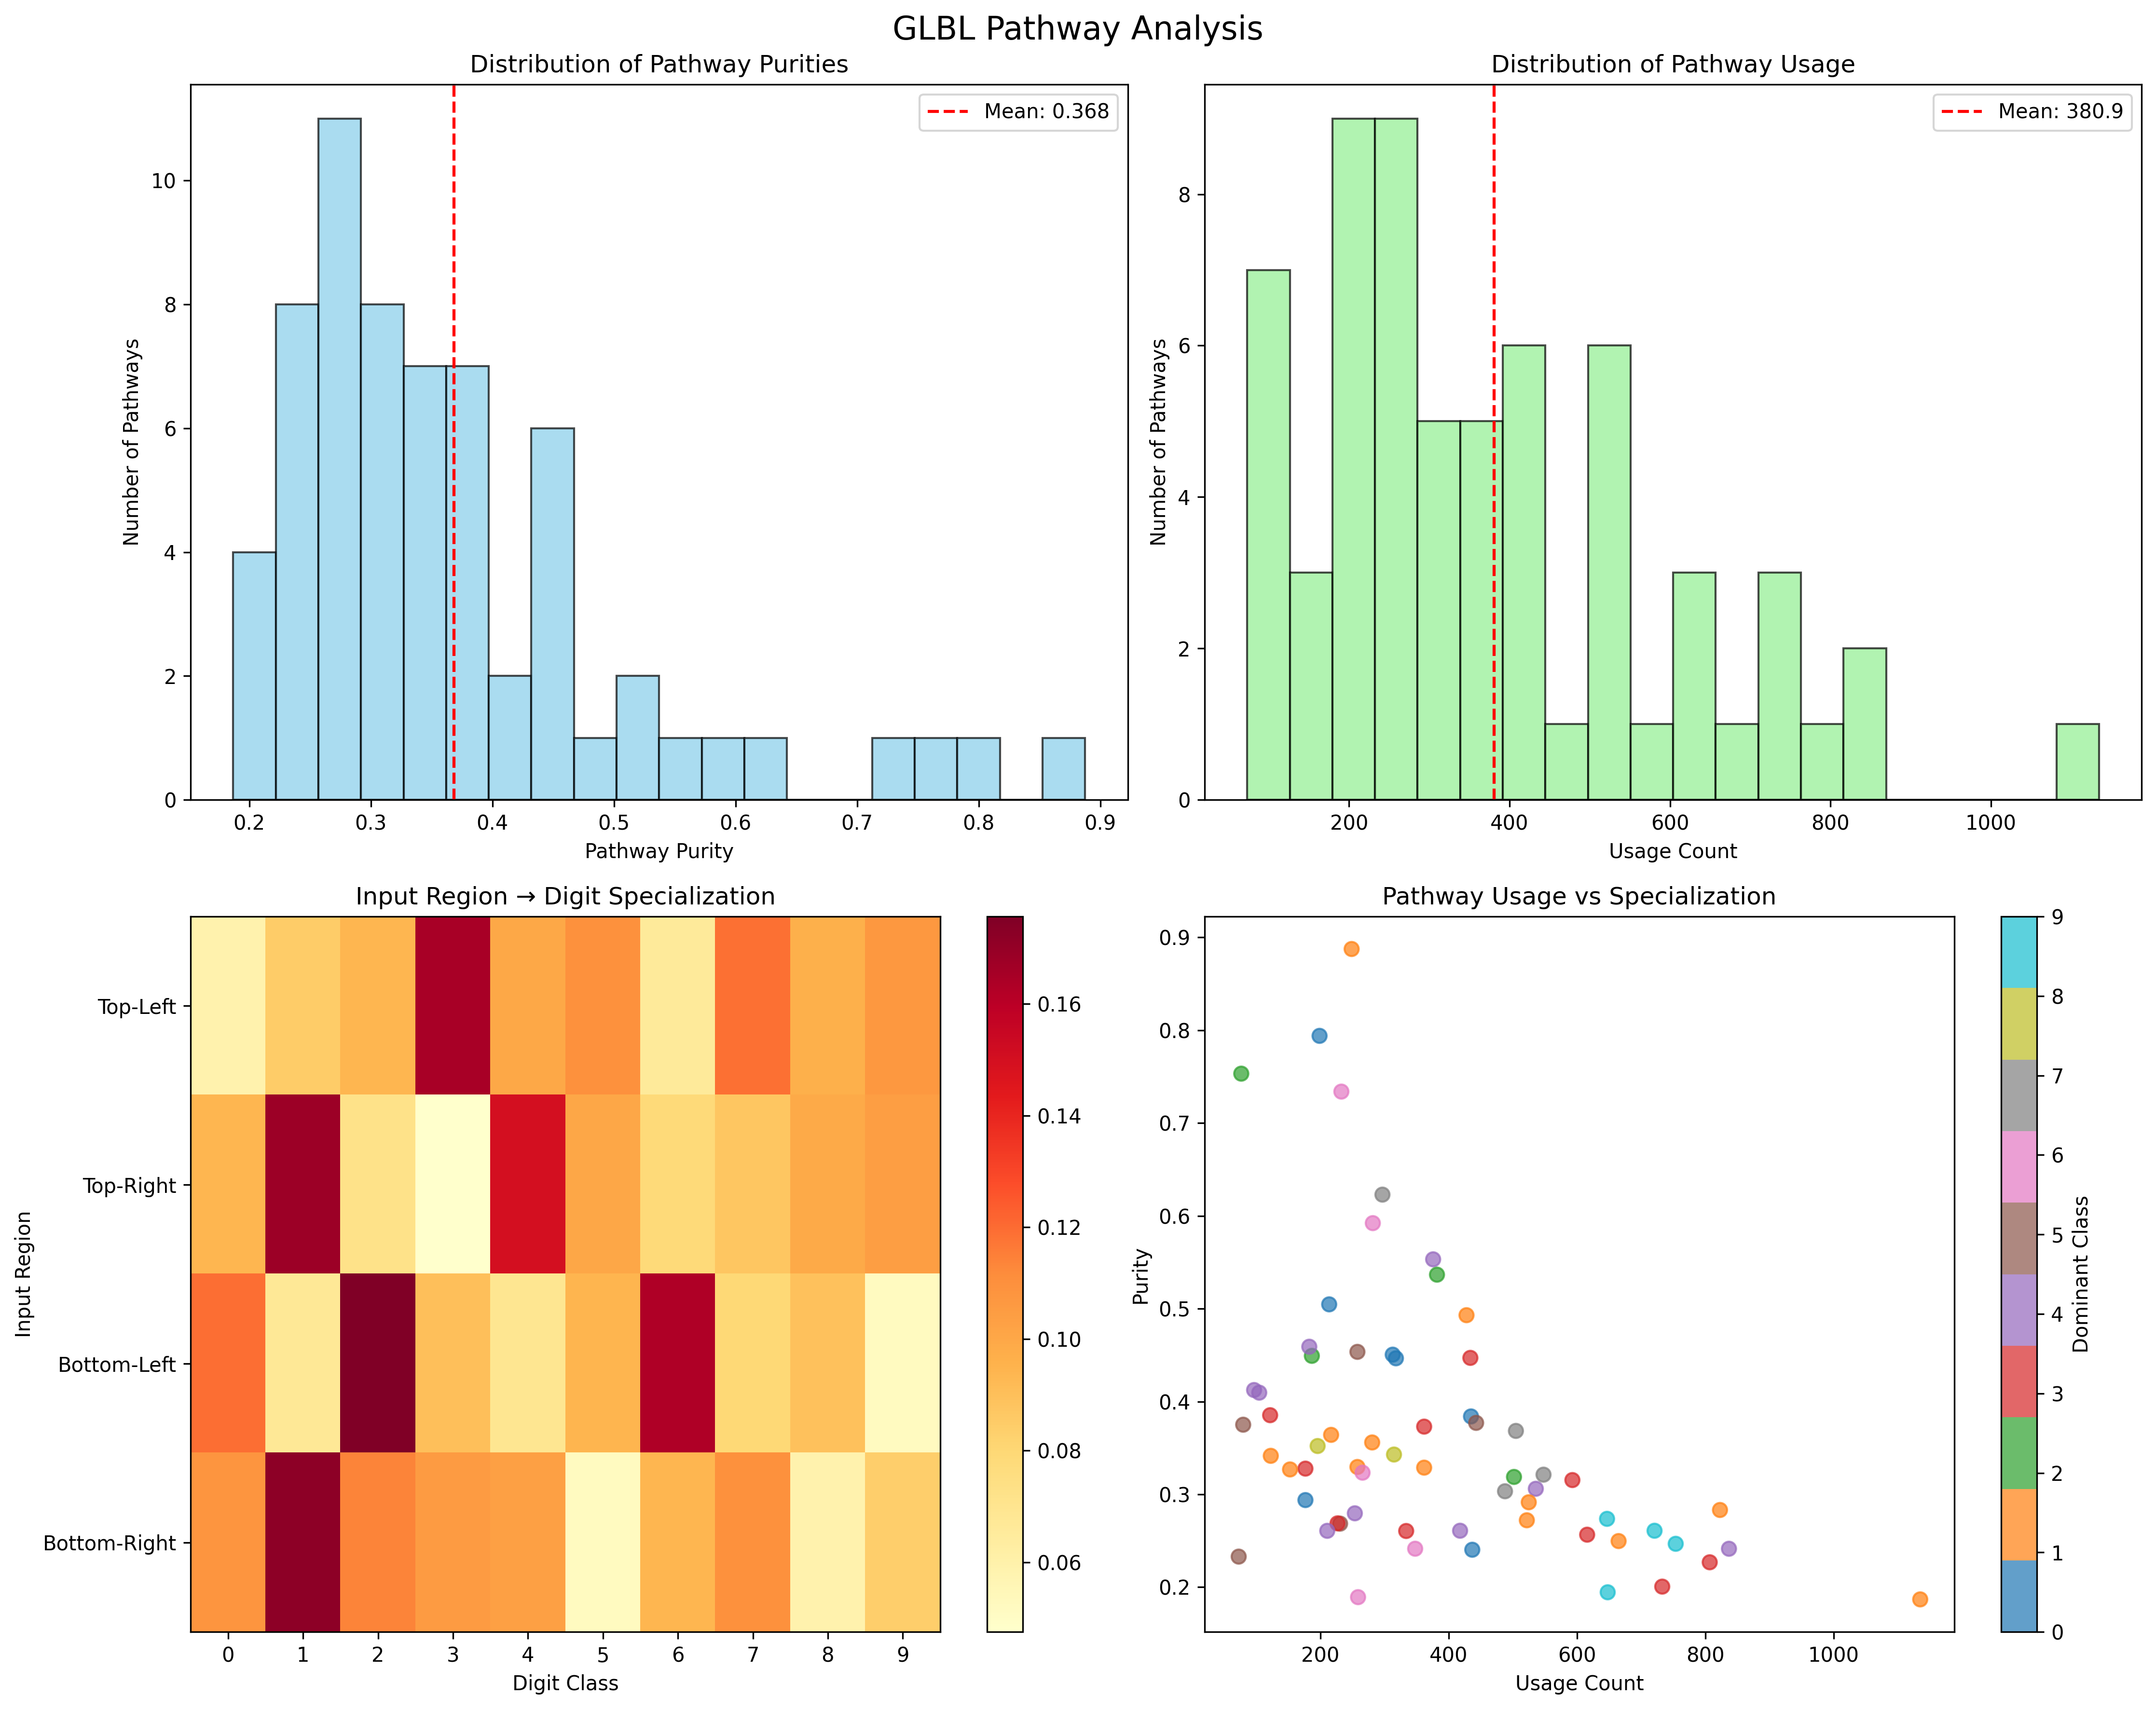 GLBL Pathway Analysis
Distribution of Pathway Purities
Mean: 0.368
Number of Pathways
10
8
6
4
2
0
0.2 0.3 0.4 0.5 0.6 0.7 0.8 0.9
Pathway Purity
Distribution of Pathway Usage
Mean: 380.9
Number of Pathways
8
6
4
2
0
200 400 600 800 1000
Usage Count
Input Region → Digit Specialization
Input Region
Top-Left
Top-Right
Bottom-Left
Bottom-Right
0 1 2 3 4 5 6 7 8 9
Digit Class
0.16
0.14
0.12
0.10
0.08
0.06
Pathway Usage vs Specialization
Purity
0.9
0.8
0.7
0.6
0.5
0.4
0.3
0.2
200 400 600 800 1000
Usage Count
9
8
7
6
5
4
3
2
1
0
Dominant Class